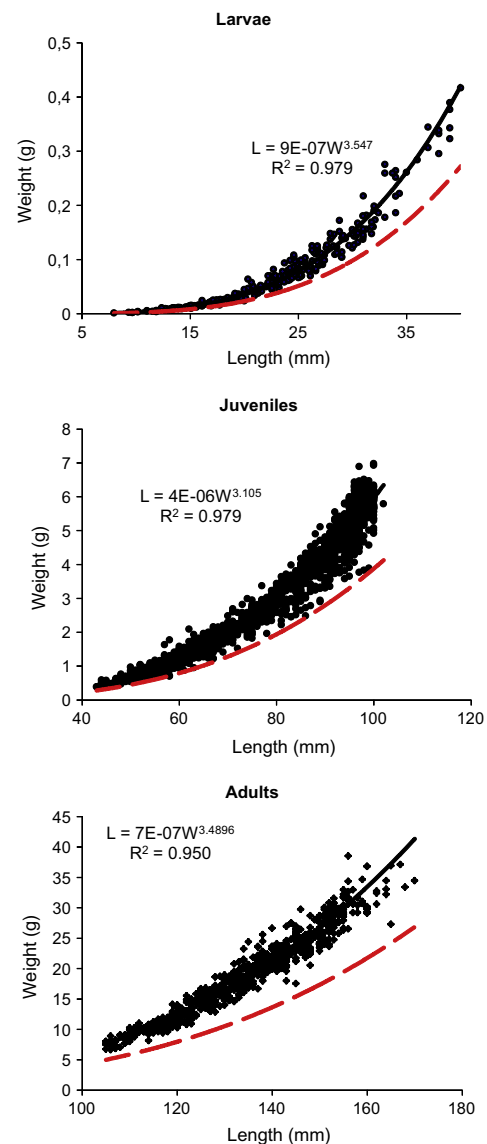 Larvae
0,5
0,4
0,3
0,2
0,1
0
Weight (g)
L = 9E-07W3.547
R2 = 0.979
5 15 25 35
Length (mm)
Juveniles
8
7
6
5
4
3
2
1
0
Weight (g)
L = 4E-06W3.105
R2 = 0.979
40 60 80 100 120
Length (mm)
Adults
45
40
35
30
25
20
15
10
5
0
Weight (g)
L = 7E-07W3.4896
R2 = 0.950
100 120 140 160 180
Length (mm)